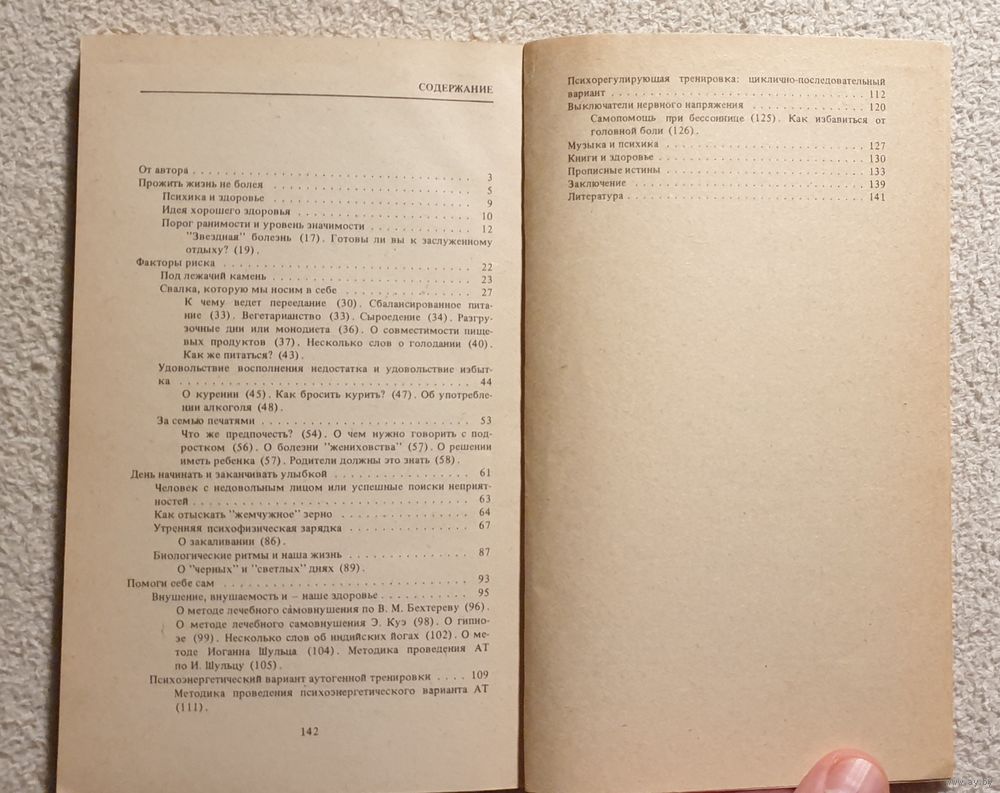 СОДЕРЖАНИЕ
От автора . . . . . . . . . . . . . . . . . . . . . . . . 3
Прожить жизнь не болея . . . . . . . . . . . . . . . . . . 5
Психика и здоровье . . . . . . . . . . . . . . . . . . 9
Идея хорошего здоровья . . . . . . . . . . . . . . . . 10
Порог ранимости и уровень значимости . . . . . . . . . . 12
"Звездная" болезнь (17). Готовы ли вы к заслуженному
отдыху? (19).
Факторы риска . . . . . . . . . . . . . . . . . . . . . . 22
Под лежачий камень . . . . . . . . . . . . . . . . . . 23
Свалка, которую мы носим в себе . . . . . . . . . . . . 27
К чему ведет переедание (30). Сбалансированное пита-
ние (33). Вегетарианство (33). Сыроедение (34). Разгру-
зочные дни или монодиета (36). О совместимости пище-
вых продуктов (37). Несколько слов о голодании (40).
Как же питаться? (43).
Удовольствие восполнения недостатка и удовольствие избыт-
ка . . . . . . . . . . . . . . . . . . . . . . . . . . 44
О курении (45). Как бросить курить? (47). Об употребле-
нии алкоголя (48).
За семью печатями . . . . . . . . . . . . . . . . . . . 53
Что же предпочесть? (54). О чем нужно говорить с под-
ростком (56). О болезни "жениховства" (57). О решении
иметь ребенка (57). Родители должны это знать (58).
День начинать и заканчивать улыбкой . . . . . . . . . . . 61
Человек с недовольным лицом или успешные поиски неприят-
ностей . . . . . . . . . . . . . . . . . . . . . . . . 63
Как отыскать "жемчужное" зерно . . . . . . . . . . . . 64
Утренняя психофизическая зарядка . . . . . . . . . . . 67
О закаливании (86).
Биологические ритмы и наша жизнь . . . . . . . . . . . 87
О "черных" и "светлых" днях (89).
Помоги себе сам . . . . . . . . . . . . . . . . . . . . . 93
Внушение, внушаемость и – наше здоровье . . . . . . . . 95
О методе лечебного самовнушения по В. М. Бехтереву (96).
О методе лечебного самовнушения Э. Куэ (98). О гипно-
зе (99). Несколько слов об индийских йогах (102). О ме-
тоде Иоганна Шульца (104). Методика проведения АТ
по И. Шульцу (105).
Психоэнергетический вариант аутогенной тренировки . . . . 109
Методика проведения психоэнергетического варианта АТ
(111).
142
Психорегулирующая тренировка: циклично-последовательный
вариант . . . . . . . . . . . . . . . . . . . . . . . . 112
Выключатели нервного напряжения . . . . . . . . . . . . 120
Самопомощь при бессоннице (125). Как избавиться от
головной боли (126).
Музыка и психика . . . . . . . . . . . . . . . . . . . . 127
Книги и здоровье . . . . . . . . . . . . . . . . . . . . 130
Прописные истины . . . . . . . . . . . . . . . . . . . . 133
Заключение . . . . . . . . . . . . . . . . . . . . . . . 139
Литература . . . . . . . . . . . . . . . . . . . . . . . 141
www.ay.by